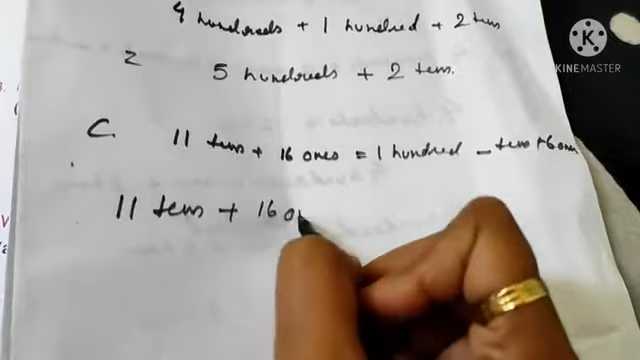 4 hundreds + 1 hundred + 2 tens
= 5 hundreds + 2 tens.
C. 11 tens + 16 ones = 1 hundred _ tens + 6 ones
11 tens + 16 o
K
KINEMASTER